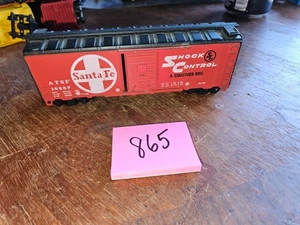 ATSF
Santa Fe
SHOCK
CONTROL
A SMOOTHER RIDE
865